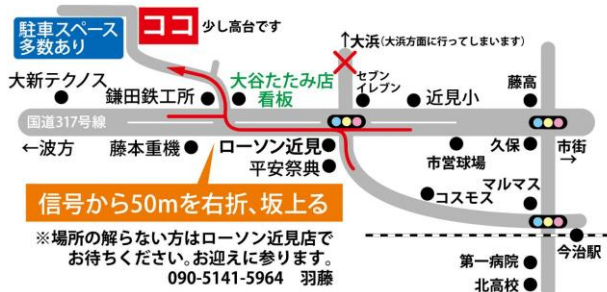 駐車スペース
多数あり
ココ
少し高台です
↑大浜(大浜方面に行ってしまいます)
大新テクノス
鎌田鉄工所
大谷たたみ店
看板
セブン
イレブン
近見小
藤高
国道317号線
←波方
藤本重機
ローソン近見
平安祭典
市営球場
久保
市街
→
信号から50mを右折、坂上る
コスモス
マルマス
※場所の解らない方はローソン近見店で
お待ちください。お迎えに参ります。
090-5141-5964 羽藤
今治駅
第一病院
北高校